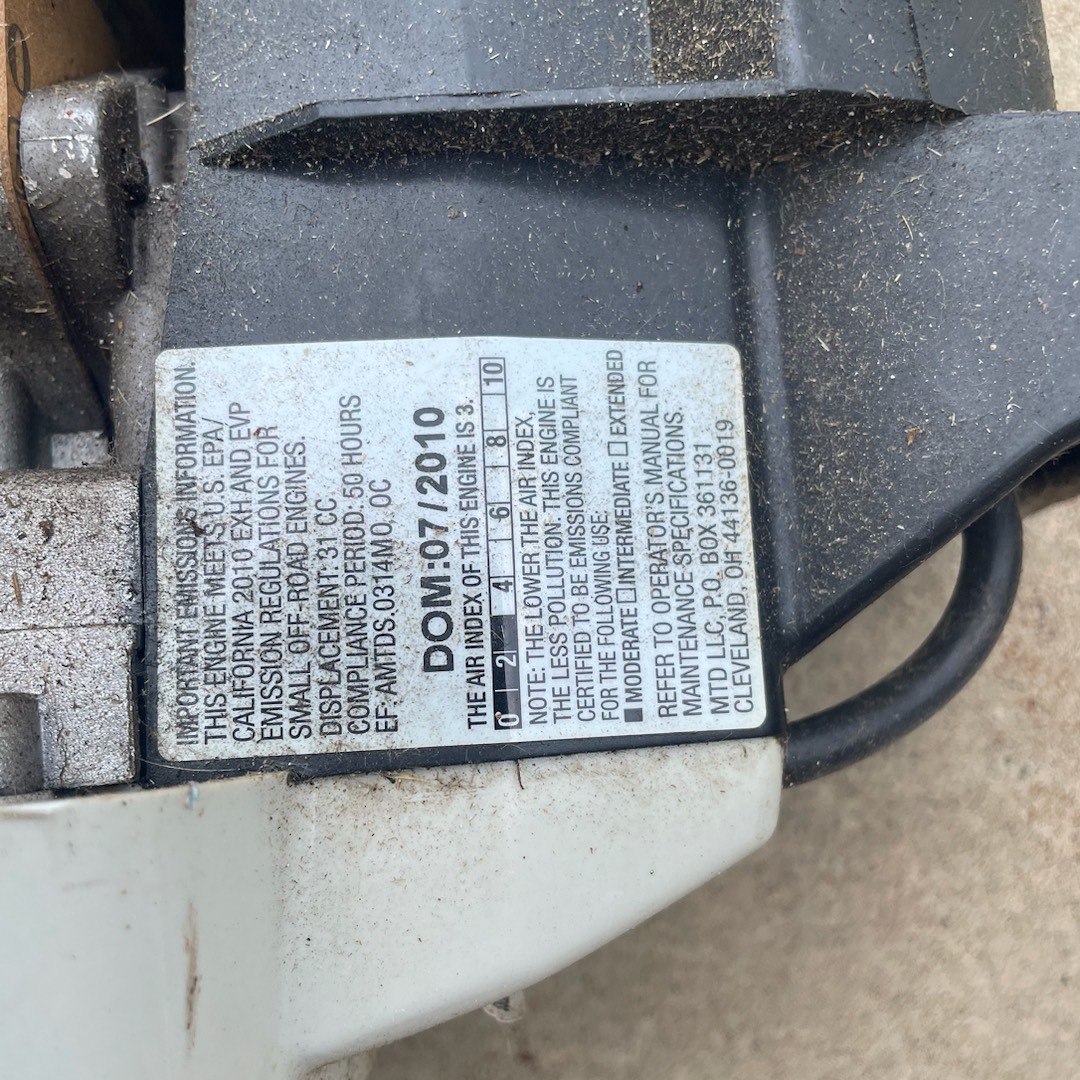 IMPORTANT EMISSIONS INFORMATION.
THIS ENGINE MEETS U.S. EPA/
CALIFORNIA 2010 EXH AND EVP
EMISSION REGULATIONS FOR
SMALL OFF-ROAD ENGINES.
DISPLACEMENT: 31 CC
COMPLIANCE PERIOD: 50 HOURS
EF: AMTDS.0314MO, OC
DOM:07/2010
THE AIR INDEX OF THIS ENGINE IS 3.
0 2 4 6 8 10
NOTE: THE LOWER THE AIR INDEX,
THE LESS POLLUTION. THIS ENGINE IS
CERTIFIED TO BE EMISSIONS COMPLIANT
FOR THE FOLLOWING USE:
■ MODERATE □ INTERMEDIATE □ EXTENDED
REFER TO OPERATOR'S MANUAL FOR
MAINTENANCE SPECIFICATIONS.
MTD LLC, P.O. BOX 361131
CLEVELAND, OH 44136-0019